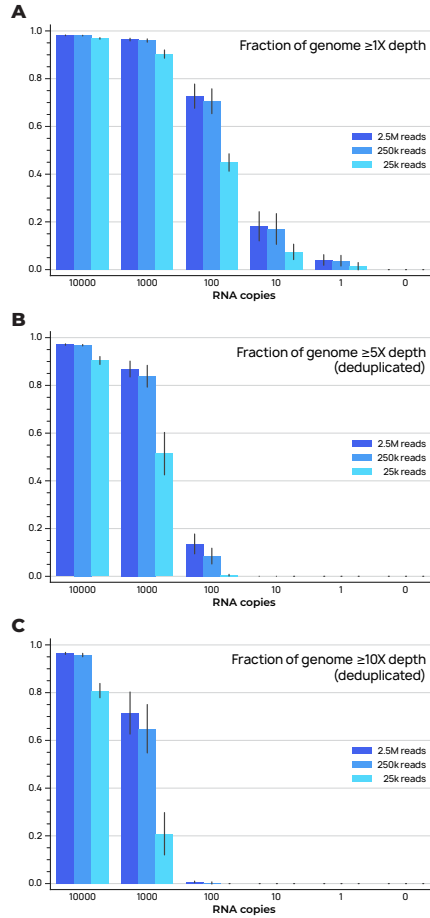 A
Fraction of genome ≥1X depth
2.5M reads
250k reads
25k reads
1.0
0.8
0.6
0.4
0.2
0.0
10000 1000 100 10 1 0
RNA copies
B
Fraction of genome ≥5X depth
(deduplicated)
2.5M reads
250k reads
25k reads
1.0
0.8
0.6
0.4
0.2
0.0
10000 1000 100 10 1 0
RNA copies
C
Fraction of genome ≥10X depth
(deduplicated)
2.5M reads
250k reads
25k reads
1.0
0.8
0.6
0.4
0.2
0.0
10000 1000 100 10 1 0
RNA copies